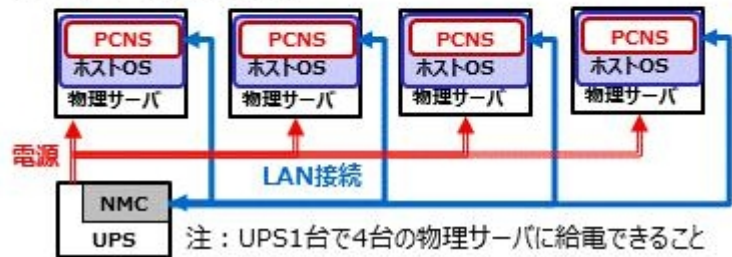 PCNS PCNS PCNS PCNS
ホストOS ホストOS ホストOS ホストOS
物理サーバ 物理サーバ 物理サーバ 物理サーバ
電源
LAN接続
NMC
UPS
注：UPS1台で4台の物理サーバに給電できること